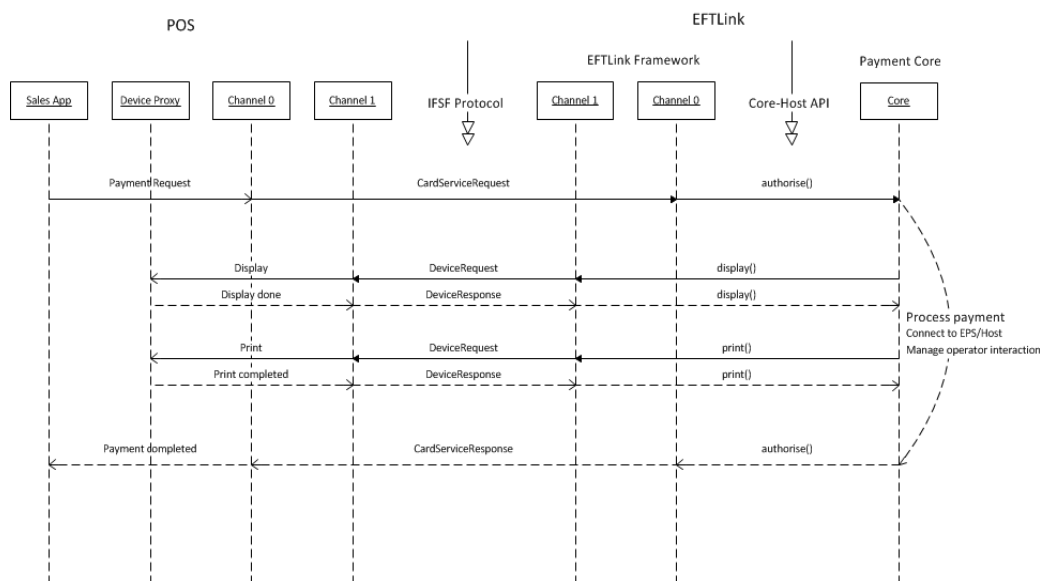 POS
EFTLink
EFTLink Framework
Payment Core
Sales App
Device Proxy
Channel 0
Channel 1
IFSF Protocol
Channel 1
Channel 0
Core-Host API
Core
Payment Request
CardServiceRequest
authorise()
Display
DeviceRequest
display()
Display done
DeviceResponse
display()
Process payment
Connect to EPS/Host
Manage operator interaction
Print
DeviceRequest
print()
Print completed
DeviceResponse
print()
Payment completed
CardServiceResponse
authorise()